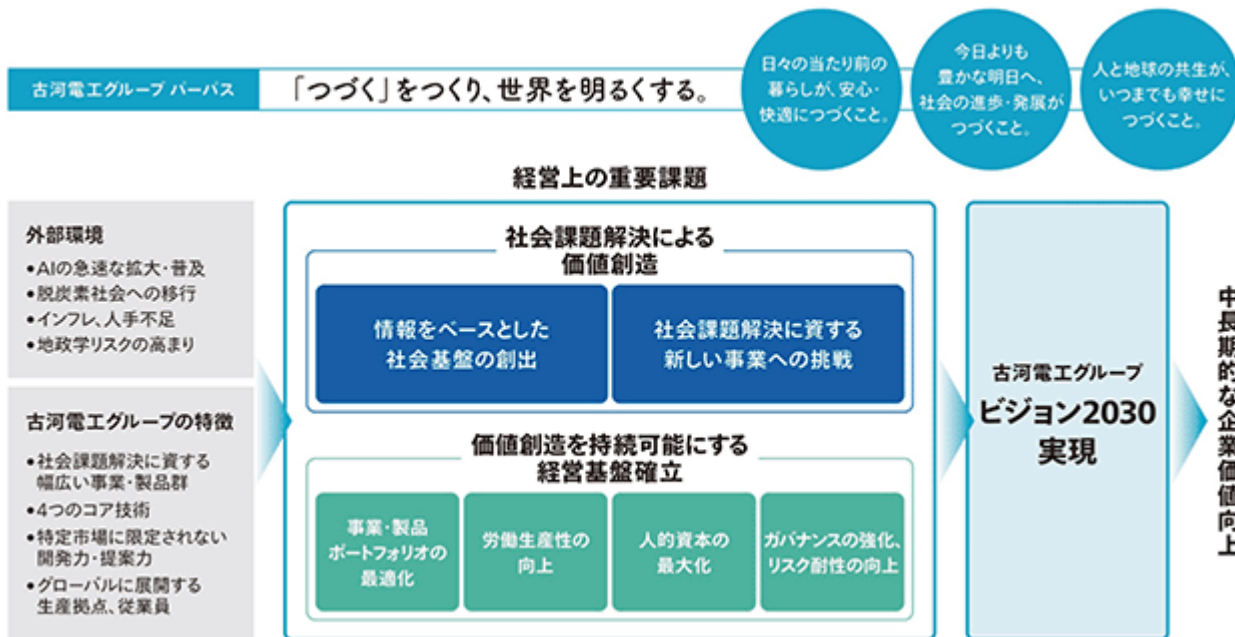 古河電工グループ パーパス
「つづく」をつくり、世界を明るくする。
日々の当たり前の
暮らしが、安心・
快適につづくこと。
今日よりも
豊かな明日へ、
社会の進歩・発展が
つづくこと。
人と地球の共生が、
いつまでも幸せに
つづくこと。
経営上の重要課題
外部環境
•AIの急速な拡大・普及
•脱炭素社会への移行
•インフレ、人手不足
•地政学リスクの高まり
古河電工グループの特徴
•社会課題解決に資する
幅広い事業・製品群
•4つのコア技術
•特定市場に限定されない
開発力・提案力
•グローバルに展開する
生産拠点、従業員
社会課題解決による
価値創造
情報をベースとした
社会基盤の創出
社会課題解決に資する
新しい事業への挑戦
価値創造を持続可能にする
経営基盤確立
事業・製品
ポートフォリオの
最適化
労働生産性の
向上
人的資本の
最大化
ガバナンスの強化、
リスク耐性の向上
古河電工グループ
ビジョン2030
実現
中長期的な企業価値向上